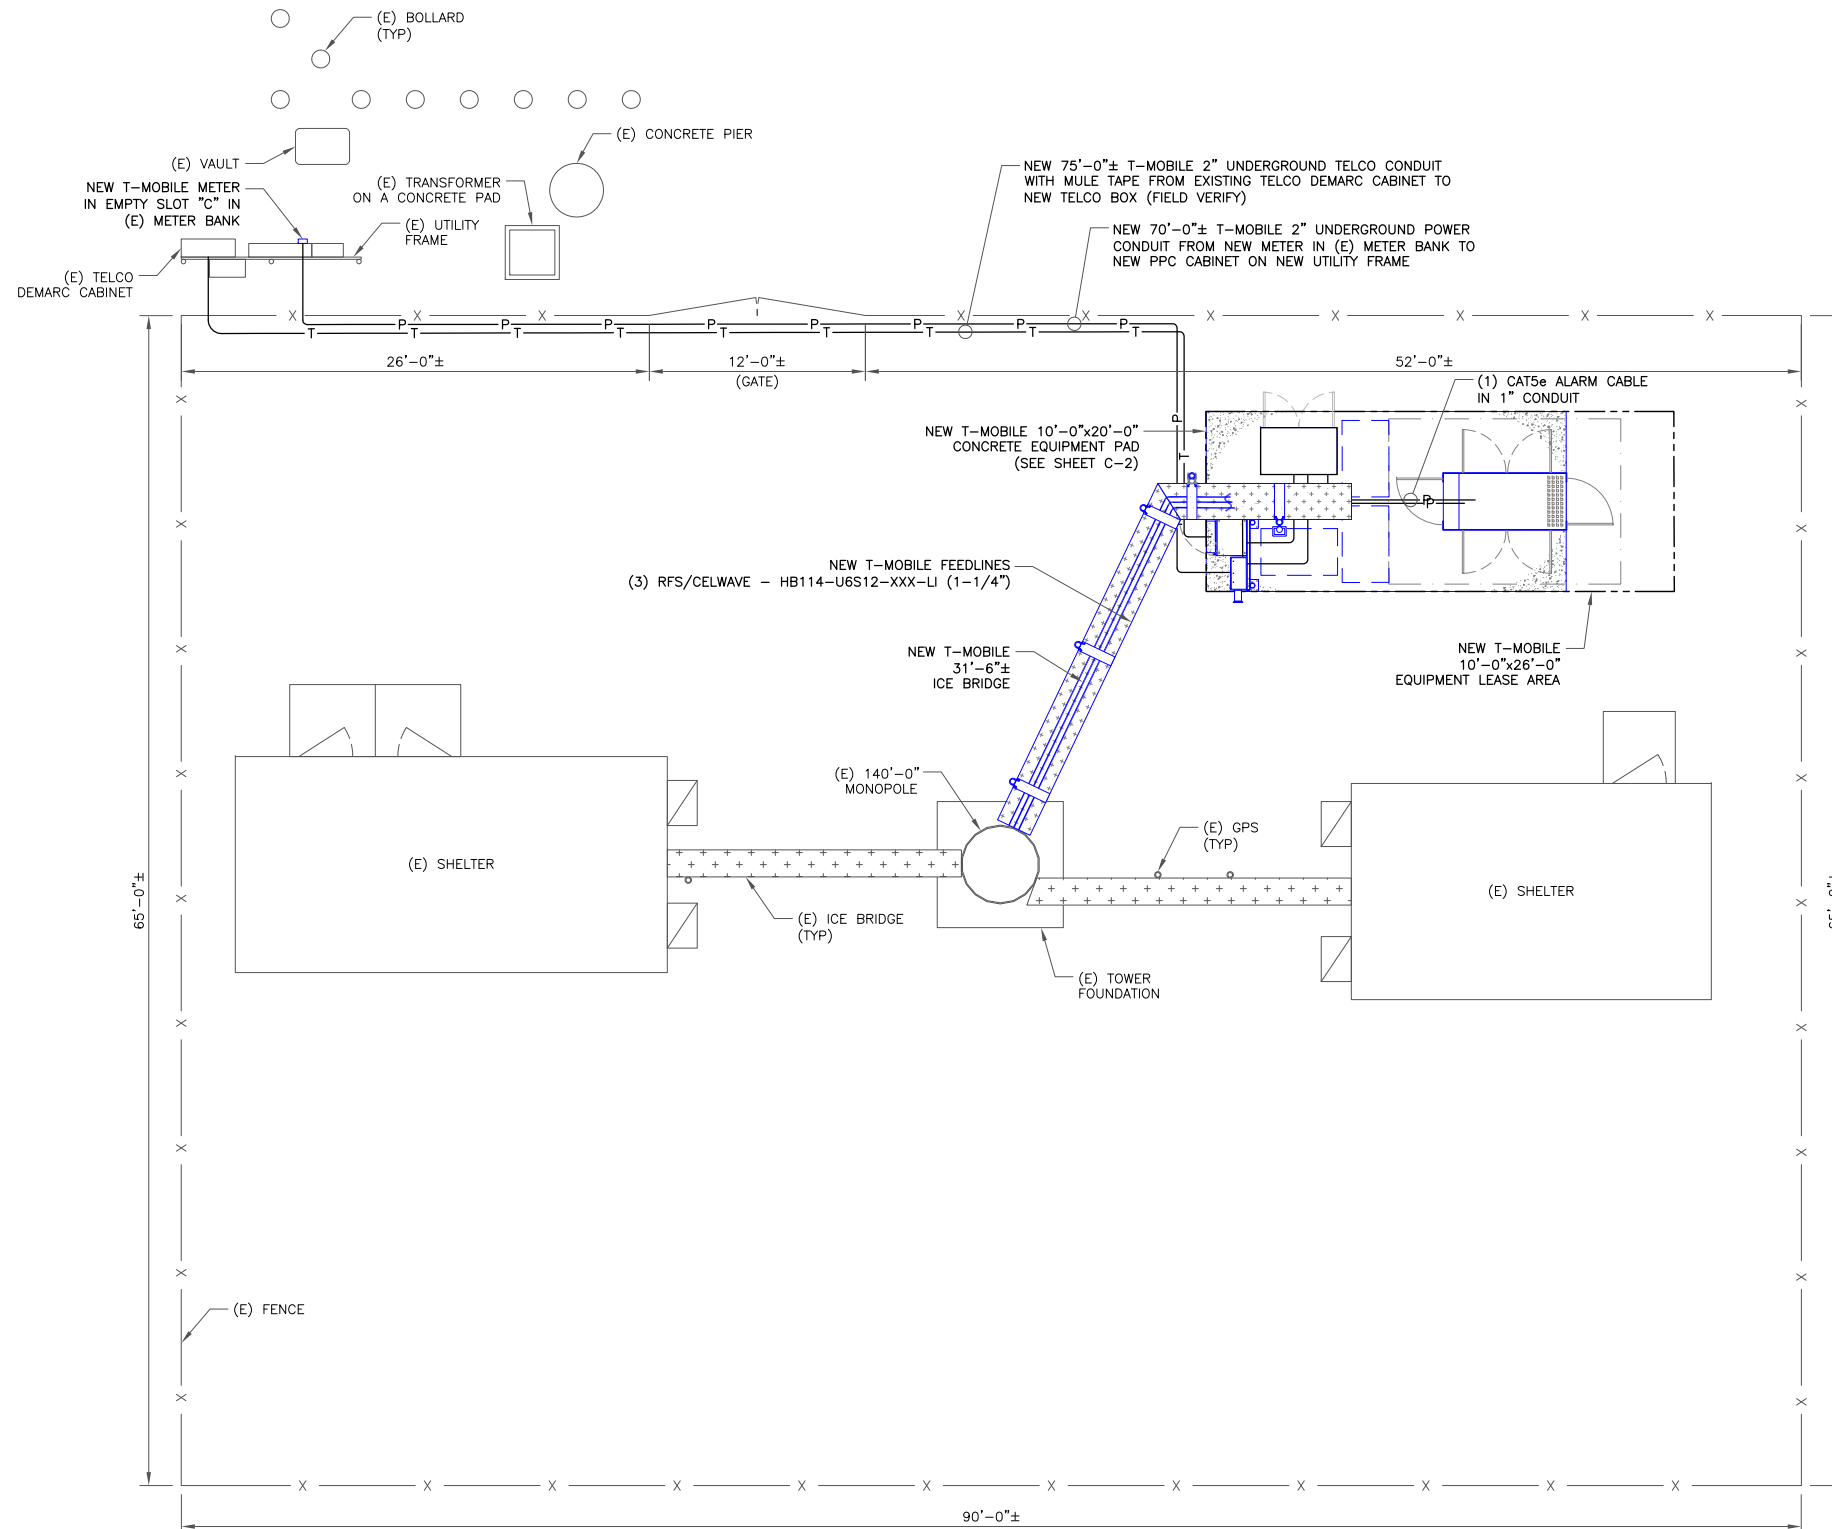 (E) BOLLARD
(TYP)
(E) CONCRETE PIER
(E) VAULT
NEW T-MOBILE METER
IN EMPTY SLOT "C" IN
(E) METER BANK
(E) TRANSFORMER
ON A CONCRETE PAD
(E) UTILITY
FRAME
(E) TELCO
DEMARC CABINET
NEW 75'-0"± T-MOBILE 2" UNDERGROUND TELCO CONDUIT
WITH MULE TAPE FROM EXISTING TELCO DEMARC CABINET TO
NEW TELCO BOX (FIELD VERIFY)
NEW 70'-0"± T-MOBILE 2" UNDERGROUND POWER
CONDUIT FROM NEW METER IN (E) METER BANK TO
NEW PPC CABINET ON NEW UTILITY FRAME
X X X X X X X X X X X
P P P P P P P P
T T T T T T T T T
26'-0"±
12'-0"±
(GATE)
52'-0"±
(1) CAT5e ALARM CABLE
IN 1" CONDUIT
P
T
NEW T-MOBILE 10'-0"x20'-0"
CONCRETE EQUIPMENT PAD
(SEE SHEET C-2)
P
P
NEW T-MOBILE FEEDLINES
(3) RFS/CELWAVE - HB114-U6S12-XXX-LI (1-1/4")
NEW T-MOBILE
31'-6"±
ICE BRIDGE
NEW T-MOBILE
10'-0"x26'-0"
EQUIPMENT LEASE AREA
(E) 140'-0"
MONOPOLE
(E) GPS
(TYP)
(E) SHELTER
(E) SHELTER
65'-0"±
(E) ICE BRIDGE
(TYP)
(E) TOWER
FOUNDATION
(E) FENCE
X X X X X X X X X X X X
90'-0"±